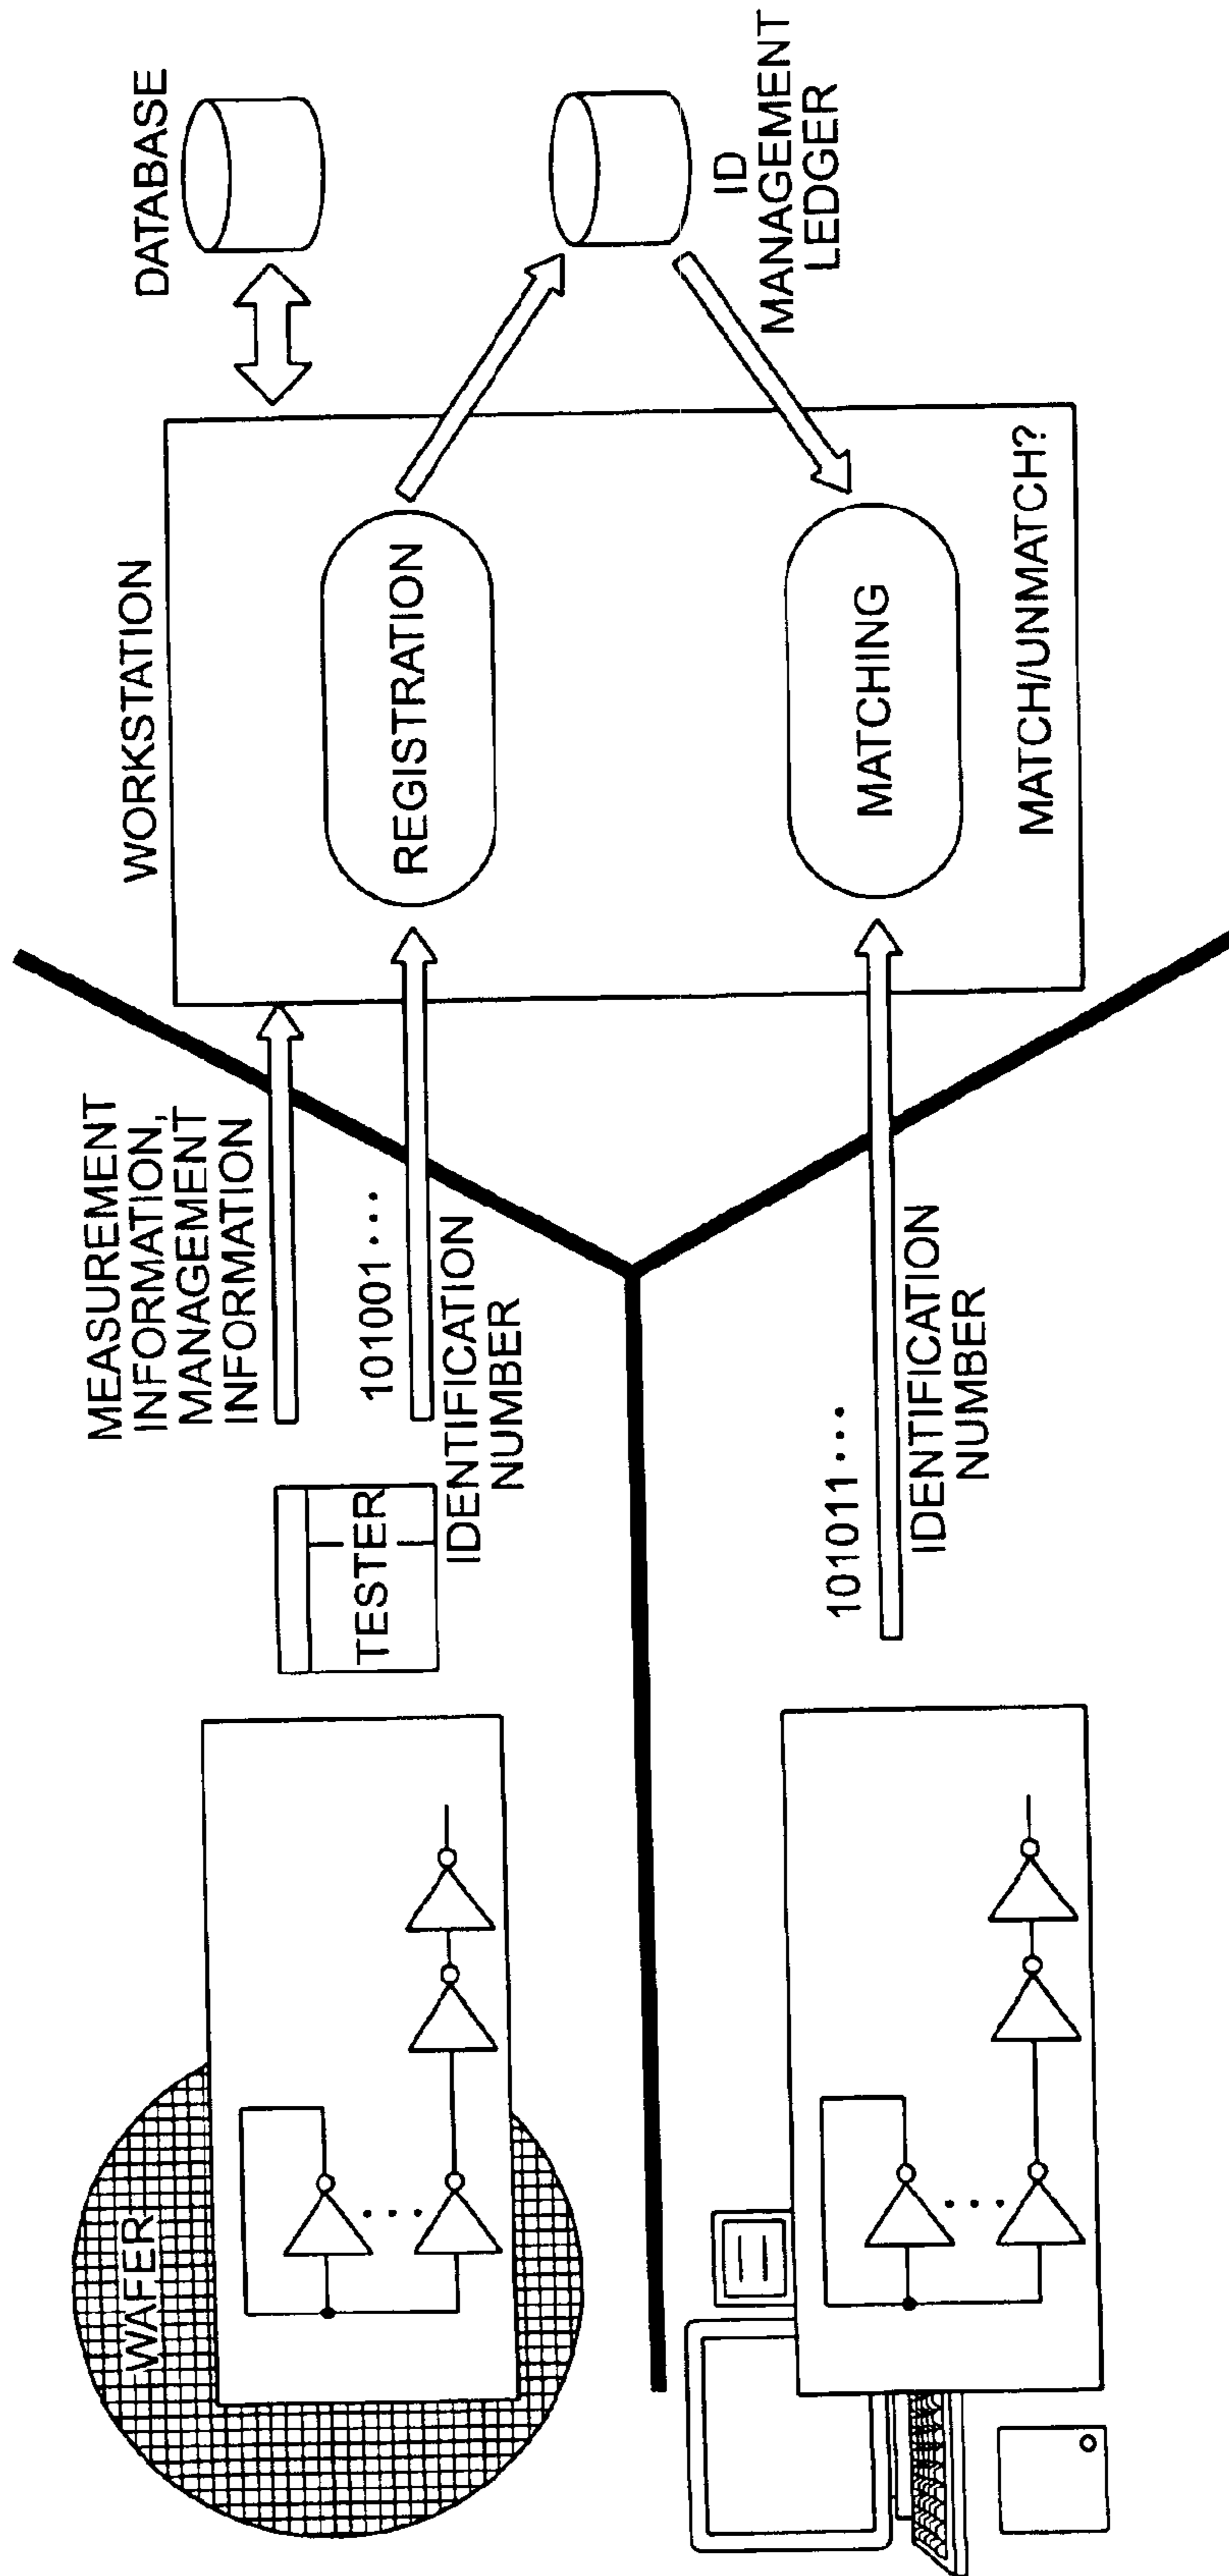 WAFER
TESTER
MEASUREMENT
INFORMATION,
MANAGEMENT
INFORMATION
101001...
IDENTIFICATION
NUMBER
WORKSTATION
REGISTRATION
DATABASE
ID
MANAGEMENT
LEDGER
101011...
IDENTIFICATION
NUMBER
MATCHING
MATCH/UNMATCH?